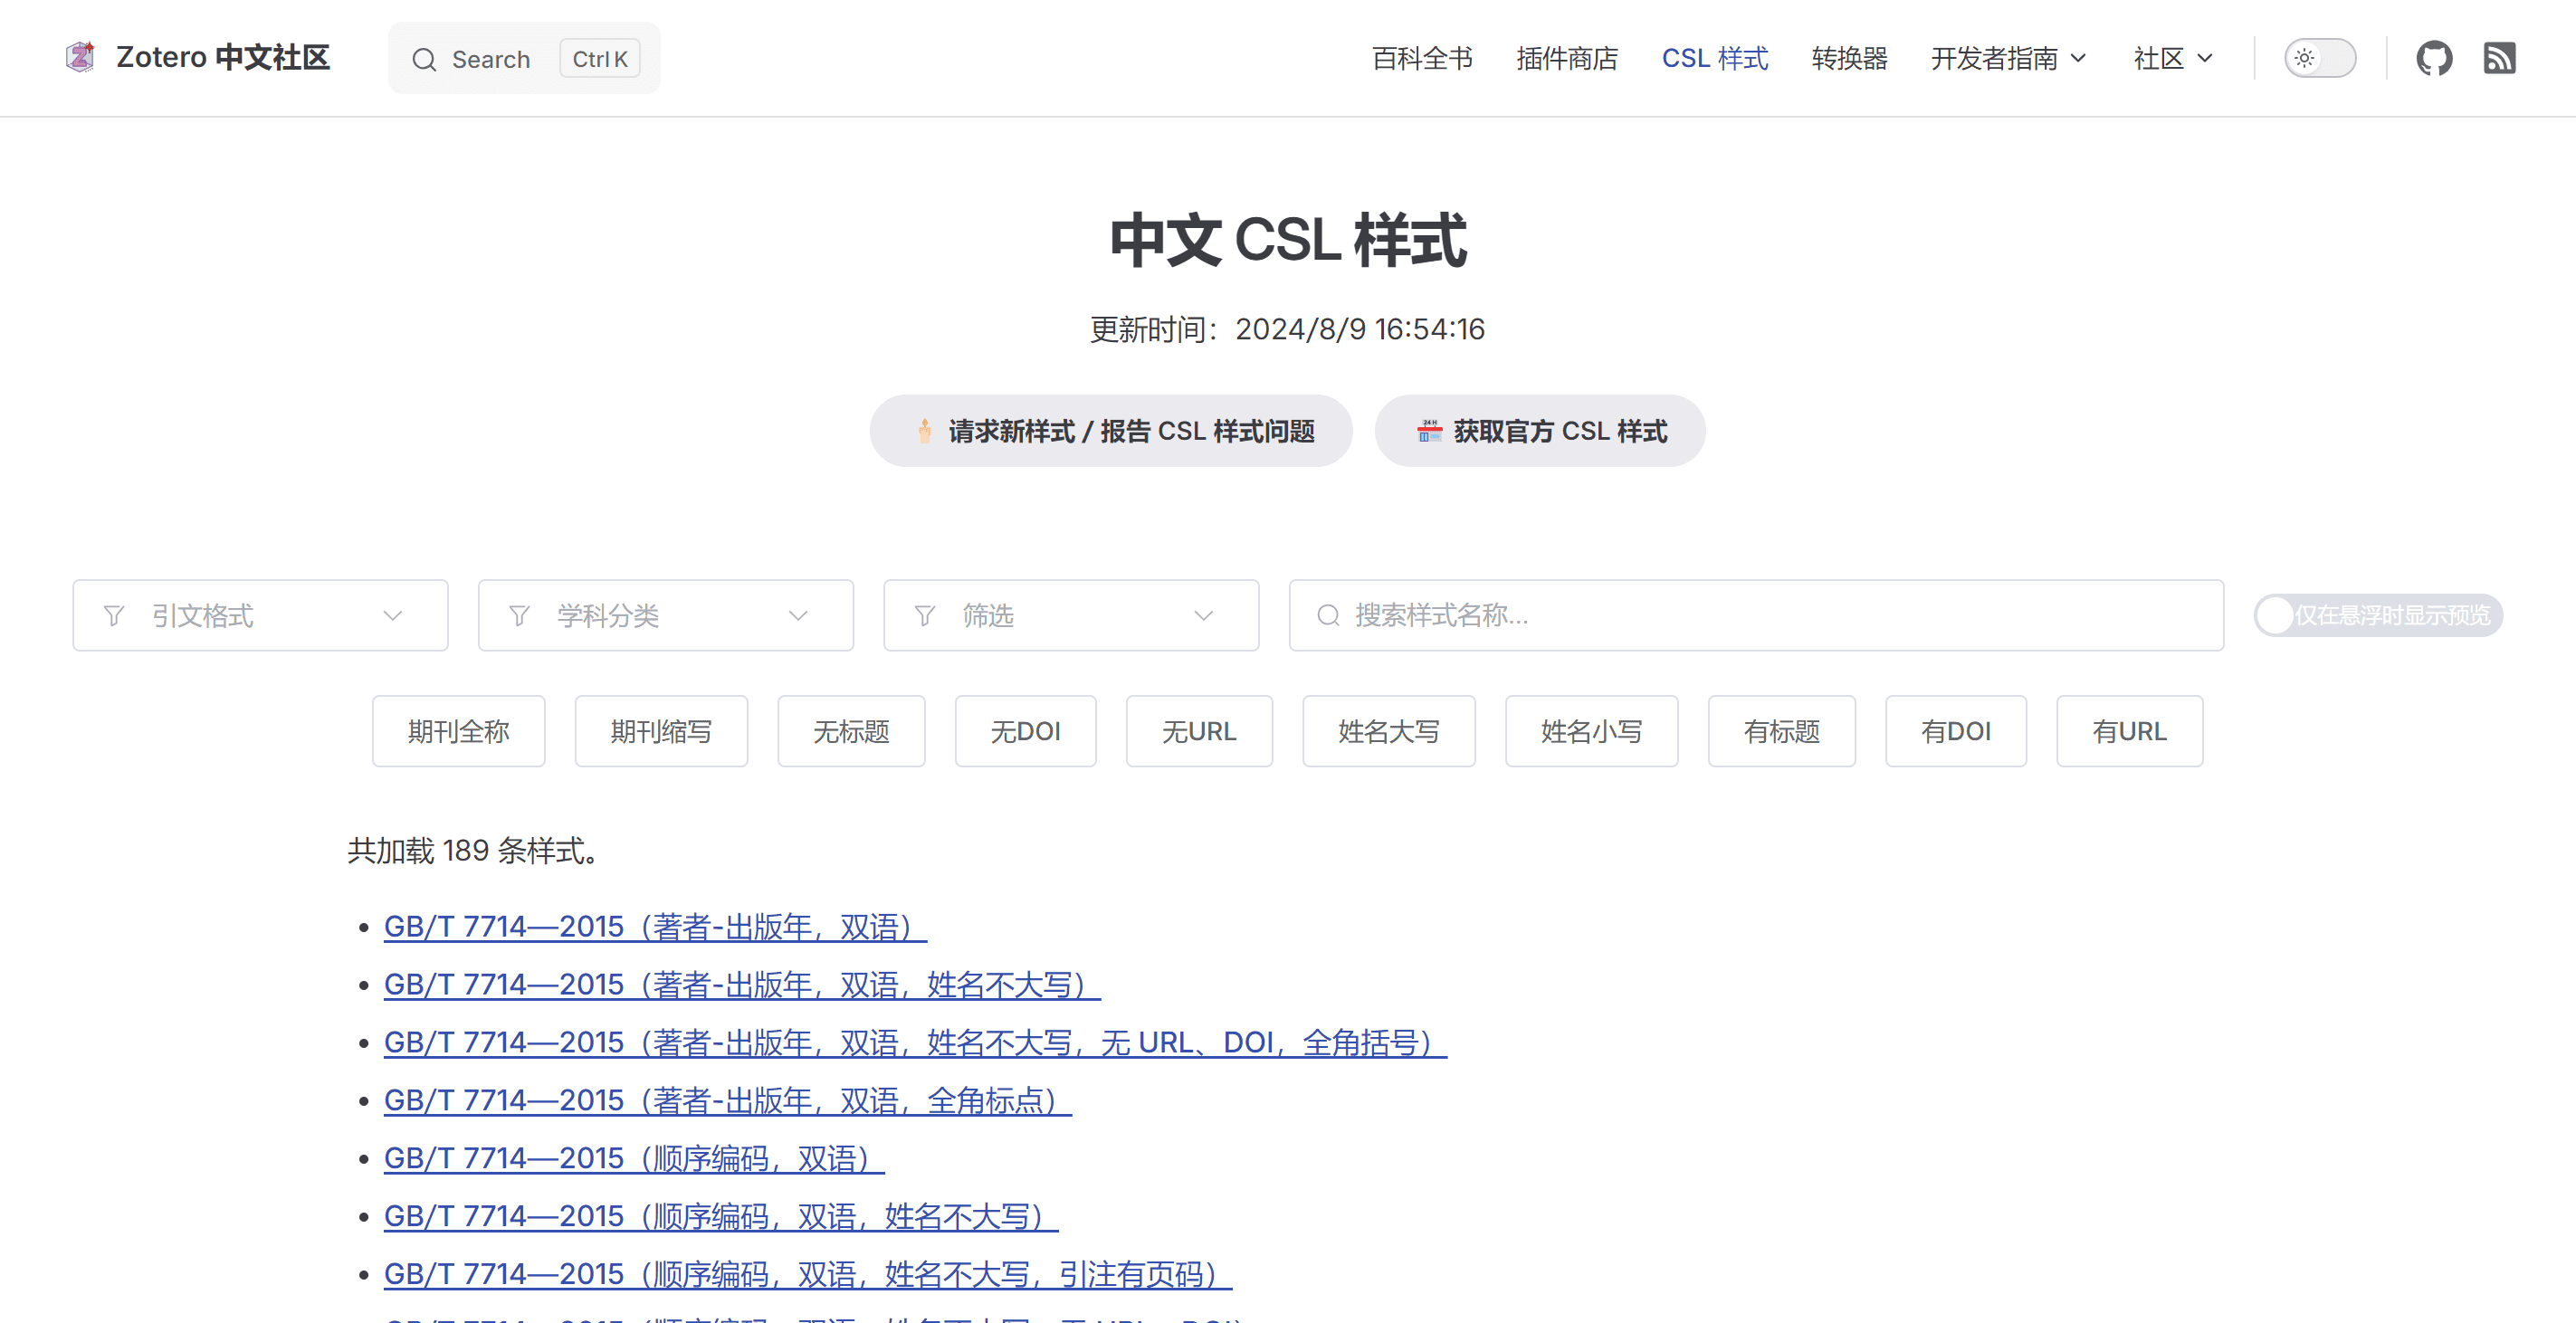 Zotero 中文社区
Search Ctrl K
百科全书 插件商店 CSL 样式 转换器 开发者指南 社区
中文 CSL 样式
更新时间：2024/8/9 16:54:16
请求新样式 / 报告 CSL 样式问题
获取官方 CSL 样式
引文格式 学科分类 筛选 搜索样式名称... 仅在悬浮时显示预览
期刊全称 期刊缩写 无标题 无DOI 无URL 姓名大写 姓名小写 有标题 有DOI 有URL
共加载 189 条样式。
GB/T 7714—2015（著者-出版年，双语）
GB/T 7714—2015（著者-出版年，双语，姓名不大写）
GB/T 7714—2015（著者-出版年，双语，姓名不大写，无 URL、DOI，全角括号）
GB/T 7714—2015（著者-出版年，双语，全角标点）
GB/T 7714—2015（顺序编码，双语）
GB/T 7714—2015（顺序编码，双语，姓名不大写）
GB/T 7714—2015（顺序编码，双语，姓名不大写，引注有页码）